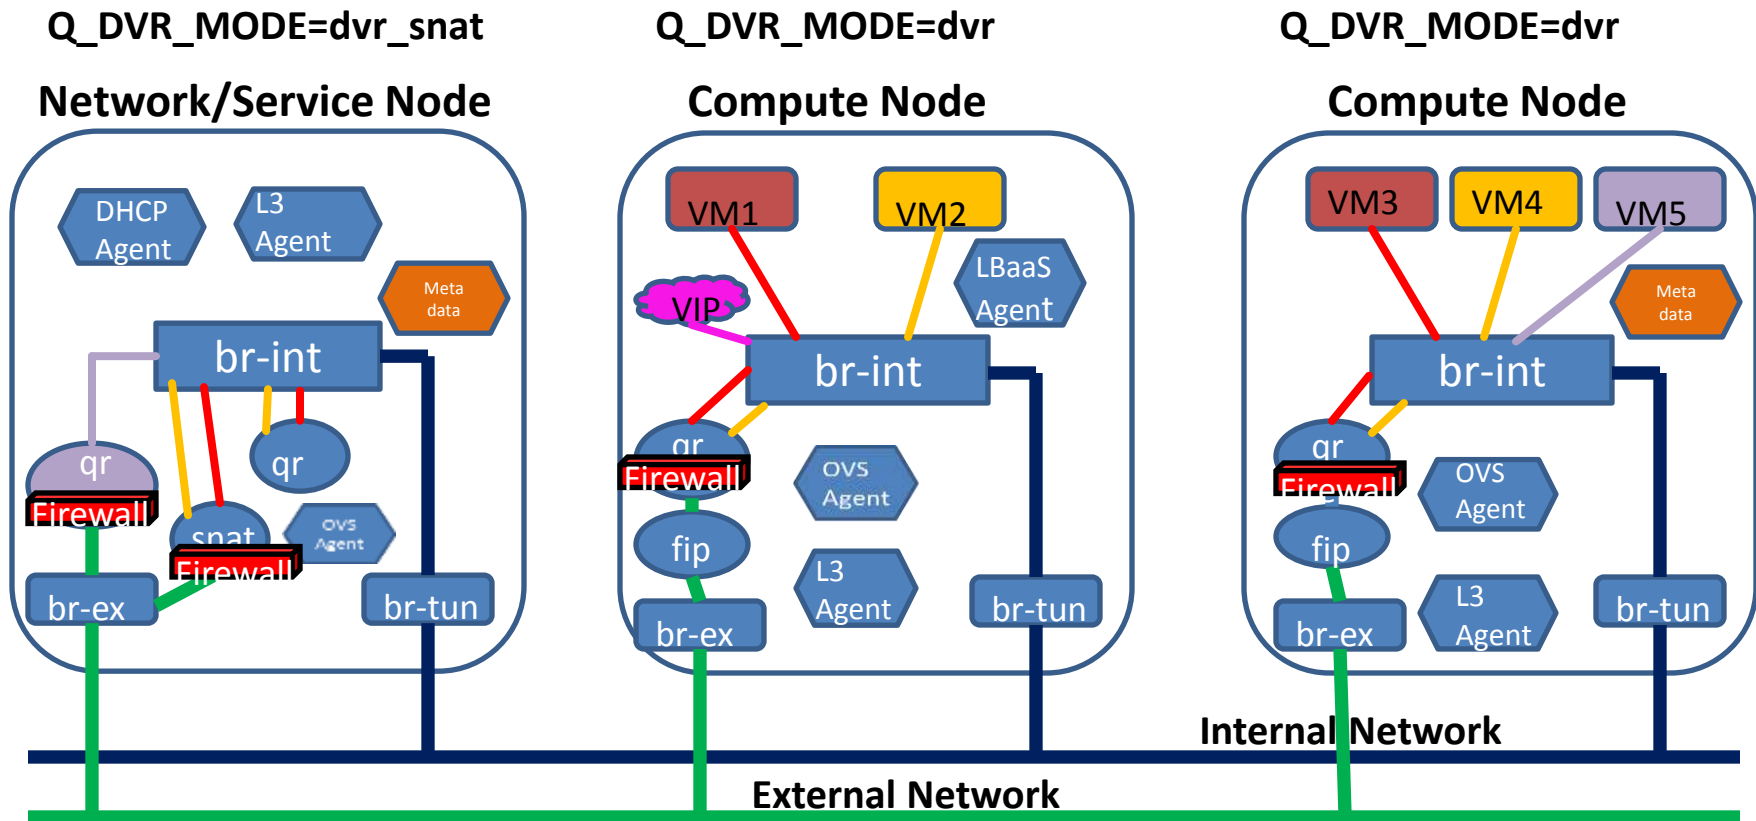 Q_DVR_MODE=dvr_snat
Network/Service Node
DHCP
Agent
L3
Agent
Meta
data
br-int
qr
Firewall
qr
snat
Firewall
OVS
Agent
br-ex
br-tun
Q_DVR_MODE=dvr
Compute Node
VM1
VM2
LBaaS
Agent
VIP
br-int
qr
Firewall
OVS
Agent
fip
L3
Agent
br-ex
br-tun
Q_DVR_MODE=dvr
Compute Node
VM3
VM4
VM5
Meta
data
br-int
qr
Firewall
OVS
Agent
fip
L3
Agent
br-ex
br-tun
Internal Network
External Network